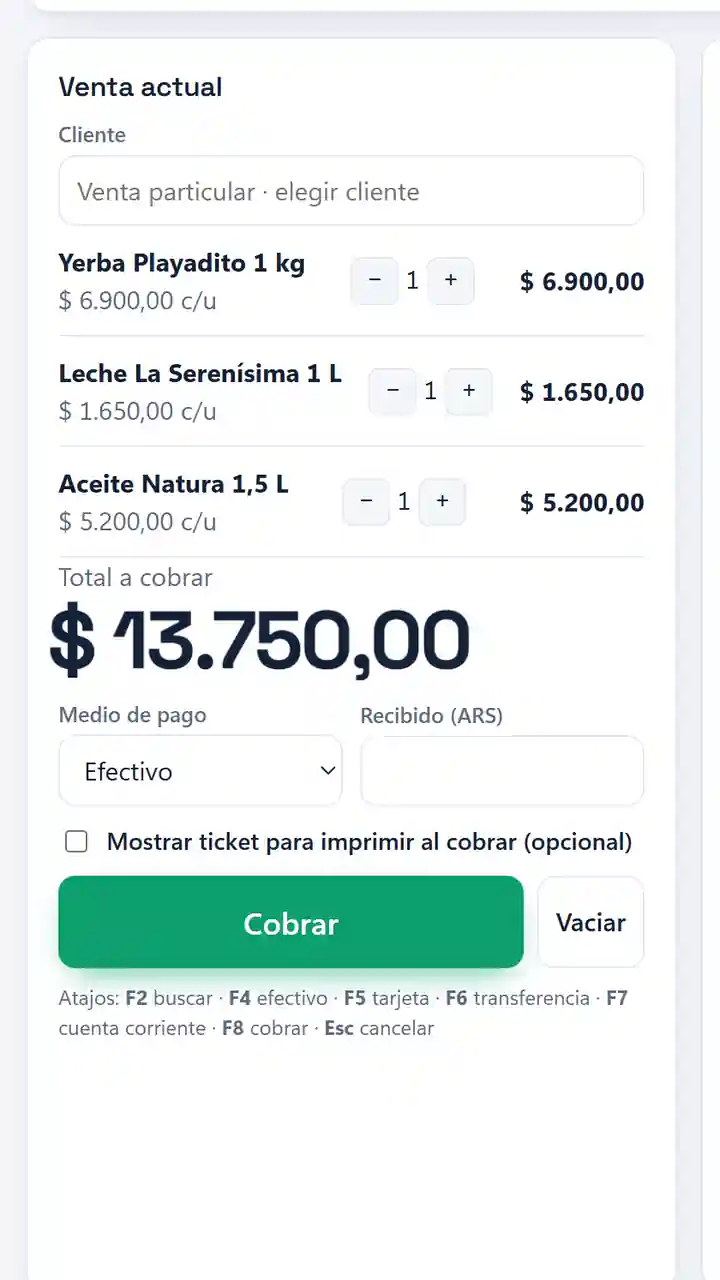 Venta actual
Cliente
Venta particular · elegir cliente
Yerba Playadito 1 kg
$ 6.900,00 c/u
− 1 +
$ 6.900,00
Leche La Serenísima 1 L
$ 1.650,00 c/u
− 1 +
$ 1.650,00
Aceite Natura 1,5 L
$ 5.200,00 c/u
− 1 +
$ 5.200,00
Total a cobrar
$ 13.750,00
Medio de pago
Recibido (ARS)
Efectivo
Mostrar ticket para imprimir al cobrar (opcional)
Cobrar
Vaciar
Atajos: F2 buscar · F4 efectivo · F5 tarjeta · F6 transferencia · F7
cuenta corriente · F8 cobrar · Esc cancelar